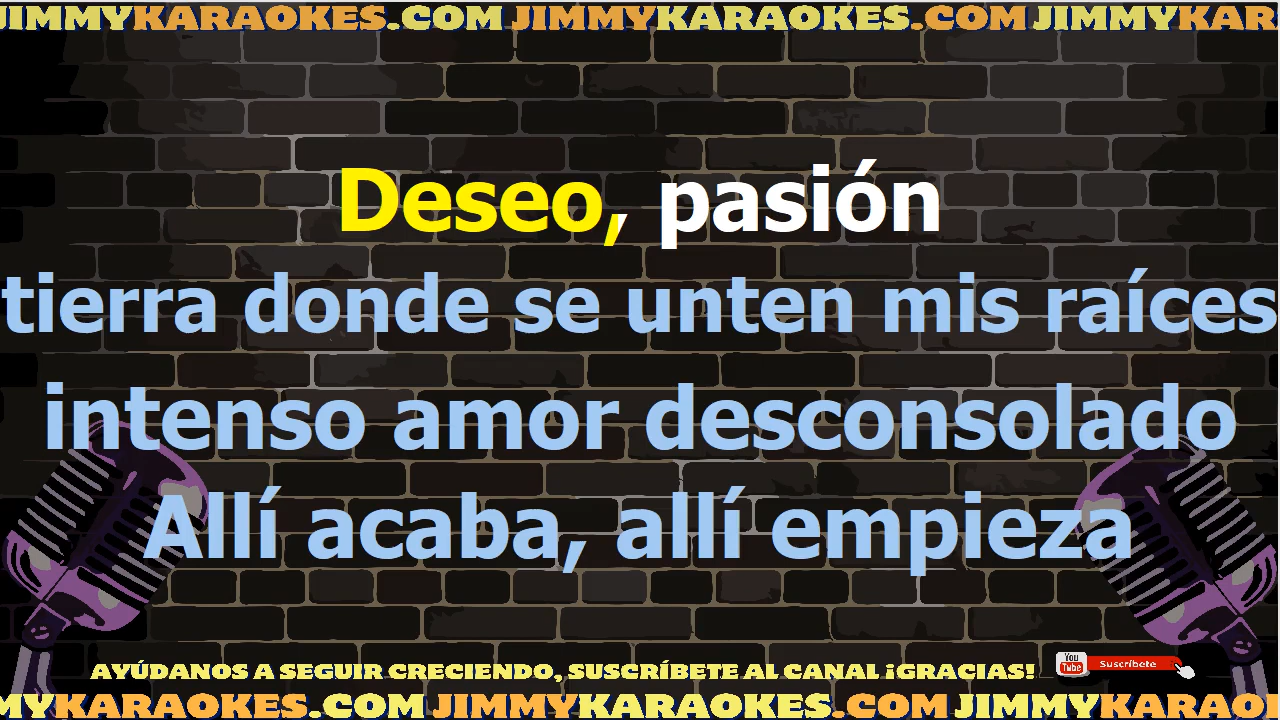 JIMMYKARAOKES.COM JIMMYKARAOKES.COM JIMMYKAR
Deseo, pasión
tierra donde se unten mis raíces
intenso amor desconsolado
Allí acaba, allí empieza
AYÚDANOS A SEGUIR CRECIENDO, SUSCRÍBETE AL CANAL ¡GRACIAS!
You Tube Suscríbete
MYKARAOKES.COM JIMMYKARAOKES.COM JIMMYKARAO